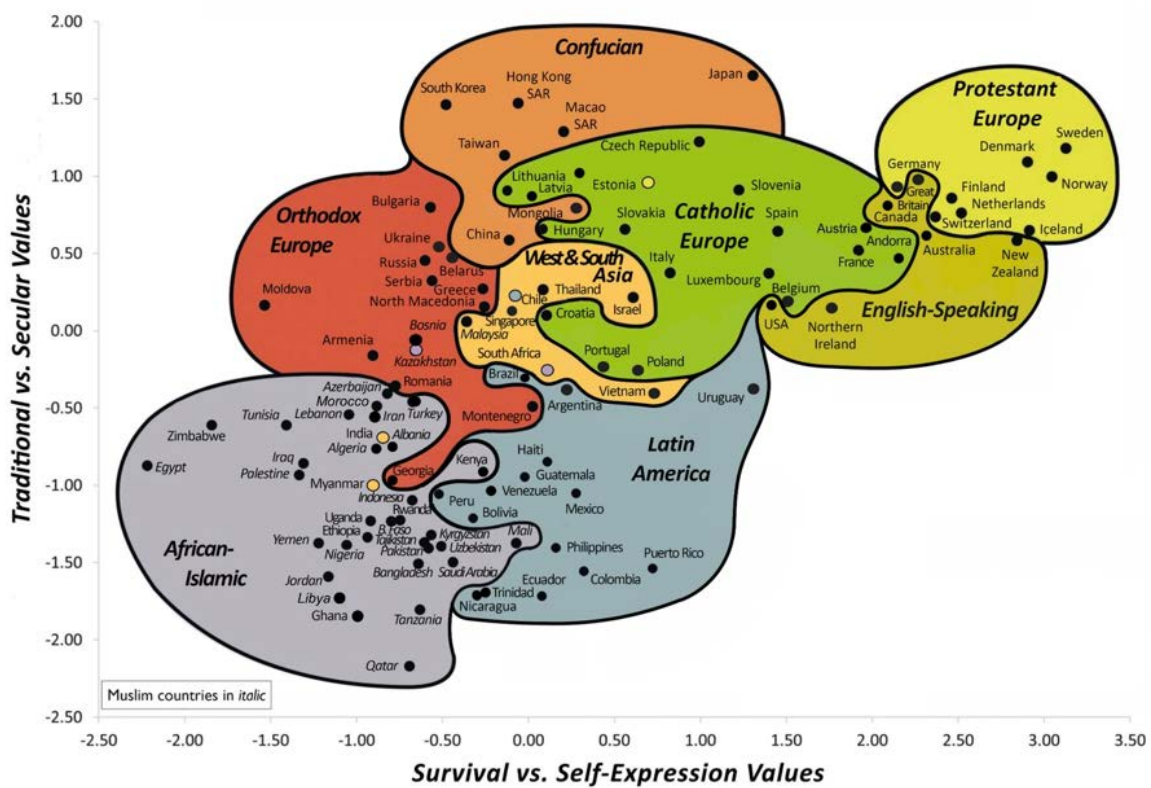 2.00
1.50
1.00
0.50
0.00
-0.50
-1.00
-1.50
-2.00
-2.50
Traditional vs. Secular Values
Confucian
Japan
Hong Kong
SAR
South Korea
Macao
SAR
Taiwan
Mongolia
China
Protestant
Europe
Sweden
Denmark
Norway
Germany
Finland
Netherlands
Switzerland
Iceland
Great
Britain
Canada
Australia
New
Zealand
English-Speaking
USA
Northern
Ireland
Czech Republic
Lithuania
Latvia
Estonia
Slovenia
Catholic
Europe
Slovakia
Spain
Hungary
Austria
Andorra
France
Italy
Luxembourg
Belgium
Croatia
Portugal
Poland
Orthodox
Europe
Bulgaria
Ukraine
Belarus
Russia
Serbia
Greece
North Macedonia
Moldova
Bosnia
Armenia
Kazakhstan
Romania
Montenegro
Georgia
West & South
Asia
Thailand
Chile
Israel
Singapore
Malaysia
South Africa
Vietnam
Brazil
Argentina
Uruguay
Latin
America
Haiti
Guatemala
Venezuela
Mexico
Peru
Bolivia
Philippines
Puerto Rico
Ecuador
Colombia
Trinidad
Nicaragua
Azerbaijan
Morocco
Lebanon
Iran
Turkey
Tunisia
Zimbabwe
India
Albania
Algeria
Egypt
Iraq
Palestine
Kenya
Myanmar
Indonesia
Rwanda
Uganda
B. Faso
Ethiopia
Tajikistan
Kyrgyzstan
Mali
Yemen
Nigeria
Pakistan
Uzbekistan
Bangladesh
Saudi Arabia
African-
Islamic
Jordan
Libya
Ghana
Tanzania
Qatar
Muslim countries in italic
-2.50
-2.00
-1.50
-1.00
-0.50
0.00
0.50
1.00
1.50
2.00
2.50
3.00
3.50
Survival vs. Self-Expression Values